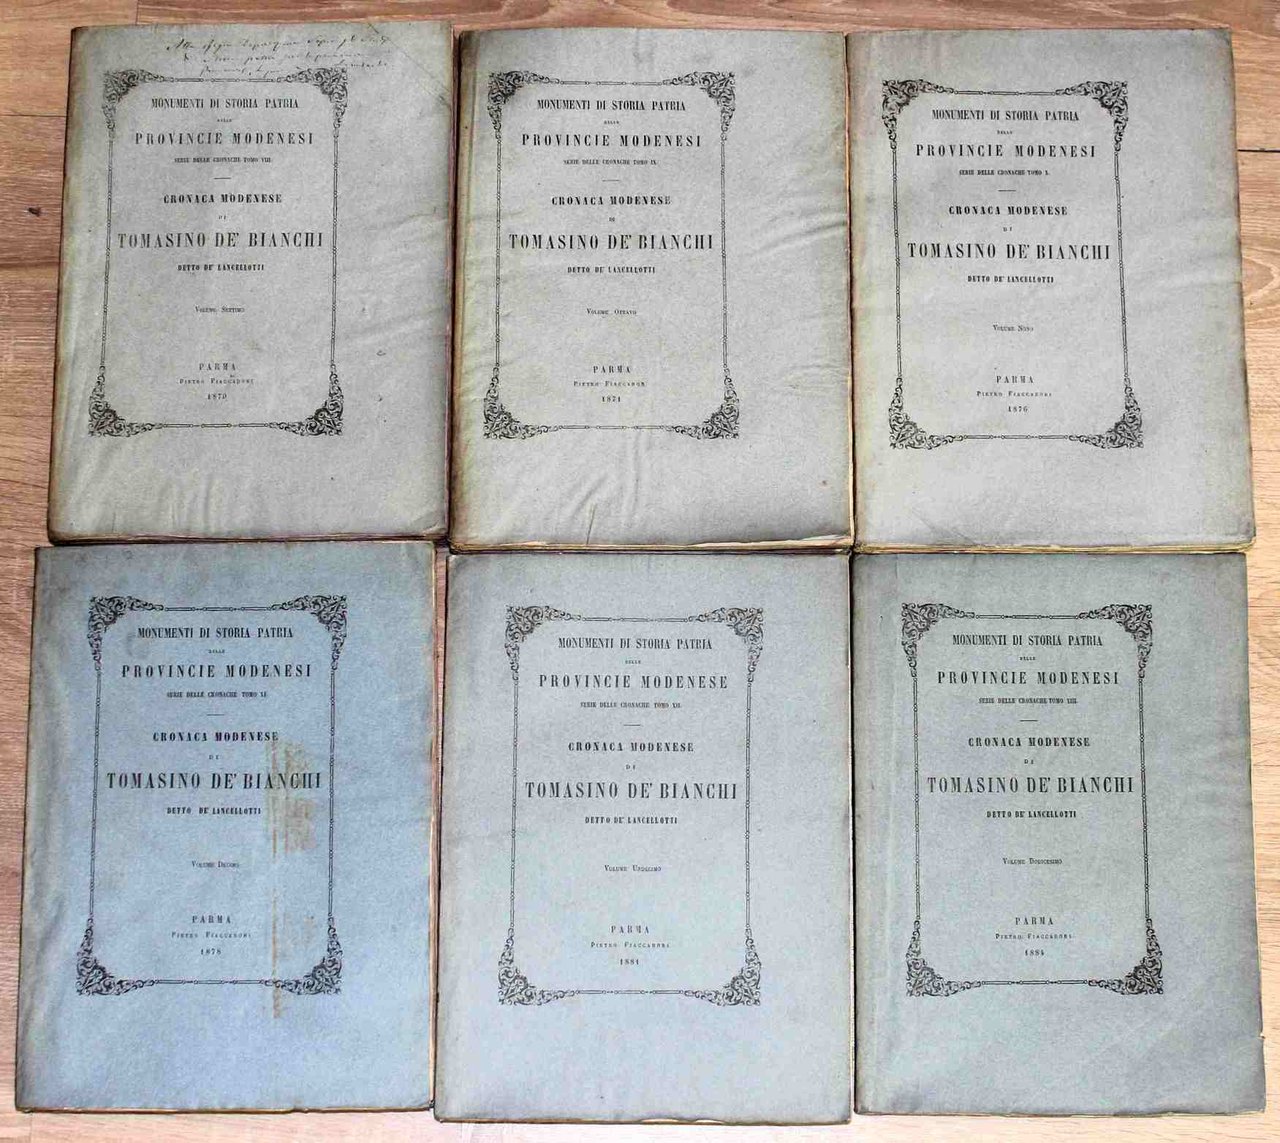 MONUMENTI DI STORIA PATRIA
DELLE
PROVINCIE MODENESI
SERIE DELLE CRONACHE TOMO VIII.
CRONACA MODENESE
DI
TOMASINO DE' BIANCHI
DETTO DE' LANCELLOTTI
VOLUME SETTIMO
PARMA
PIETRO FIACCADORI
1870
MONUMENTI DI STORIA PATRIA
DELLE
PROVINCIE MODENESI
SERIE DELLE CRONACHE TOMO IX.
CRONACA MODENESE
DI
TOMASINO DE' BIANCHI
DETTO DE' LANCELLOTTI
VOLUME OTTAVO
PARMA
PIETRO FIACCADORI
1871
MONUMENTI DI STORIA PATRIA
DELLE
PROVINCIE MODENESI
SERIE DELLE CRONACHE TOMO X.
CRONACA MODENESE
DI
TOMASINO DE' BIANCHI
DETTO DE' LANCELLOTTI
VOLUME NONO
PARMA
PIETRO FIACCADORI
1876
MONUMENTI DI STORIA PATRIA
DELLE
PROVINCIE MODENESI
SERIE DELLE CRONACHE TOMO XI.
CRONACA MODENESE
DI
TOMASINO DE' BIANCHI
DETTO DE' LANCELLOTTI
VOLUME DECIMO
PARMA
PIETRO FIACCADORI
1878
MONUMENTI DI STORIA PATRIA
DELLE
PROVINCIE MODENESE
SERIE DELLE CRONACHE TOMO XII.
CRONACA MODENESE
DI
TOMASINO DE' BIANCHI
DETTO DE' LANCELLOTTI
VOLUME UNDECIMO
PARMA
PIETRO FIACCADORI
1881
MONUMENTI DI STORIA PATRIA
DELLE
PROVINCIE MODENESI
SERIE DELLE CRONACHE TOMO XIII.
CRONACA MODENESE
DI
TOMASINO DE' BIANCHI
DETTO DE' LANCELLOTTI
VOLUME DODICESIMO
PARMA
PIETRO FIACCADORI
1884